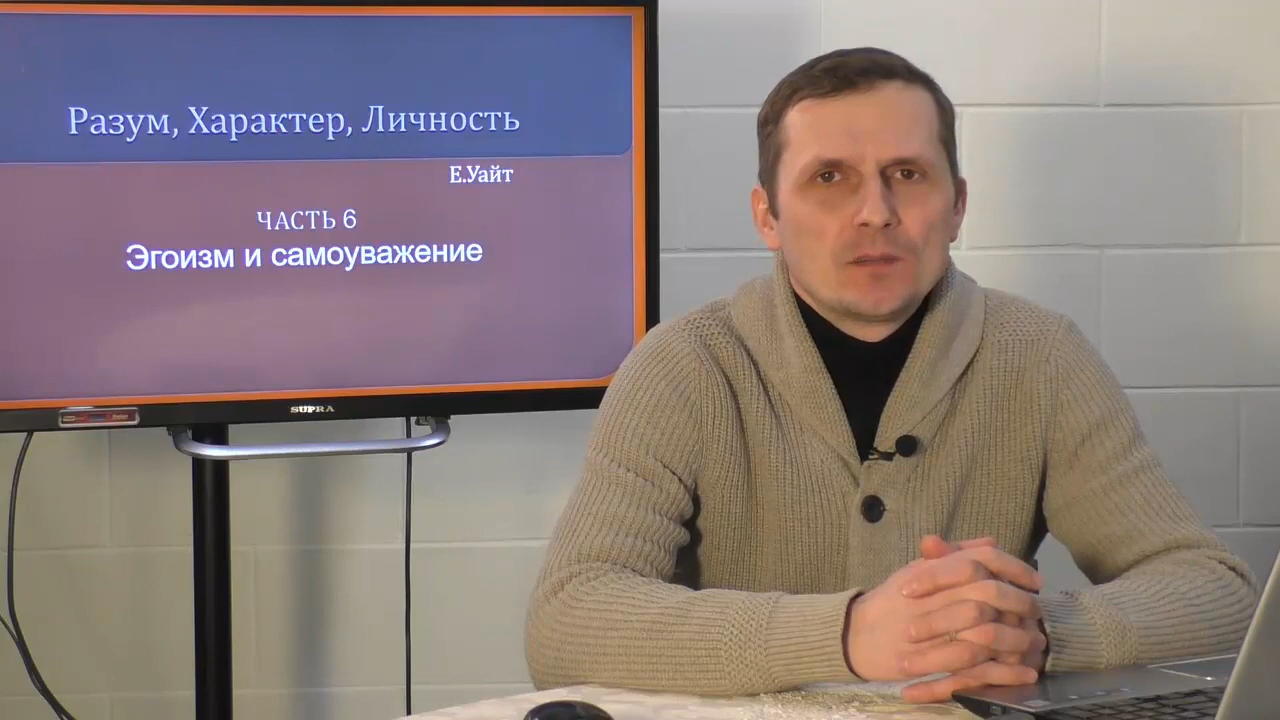 Разум, Характер, Личность
Е.Уайт
ЧАСТЬ 6
Эгоизм и самоуважение
SUPRA